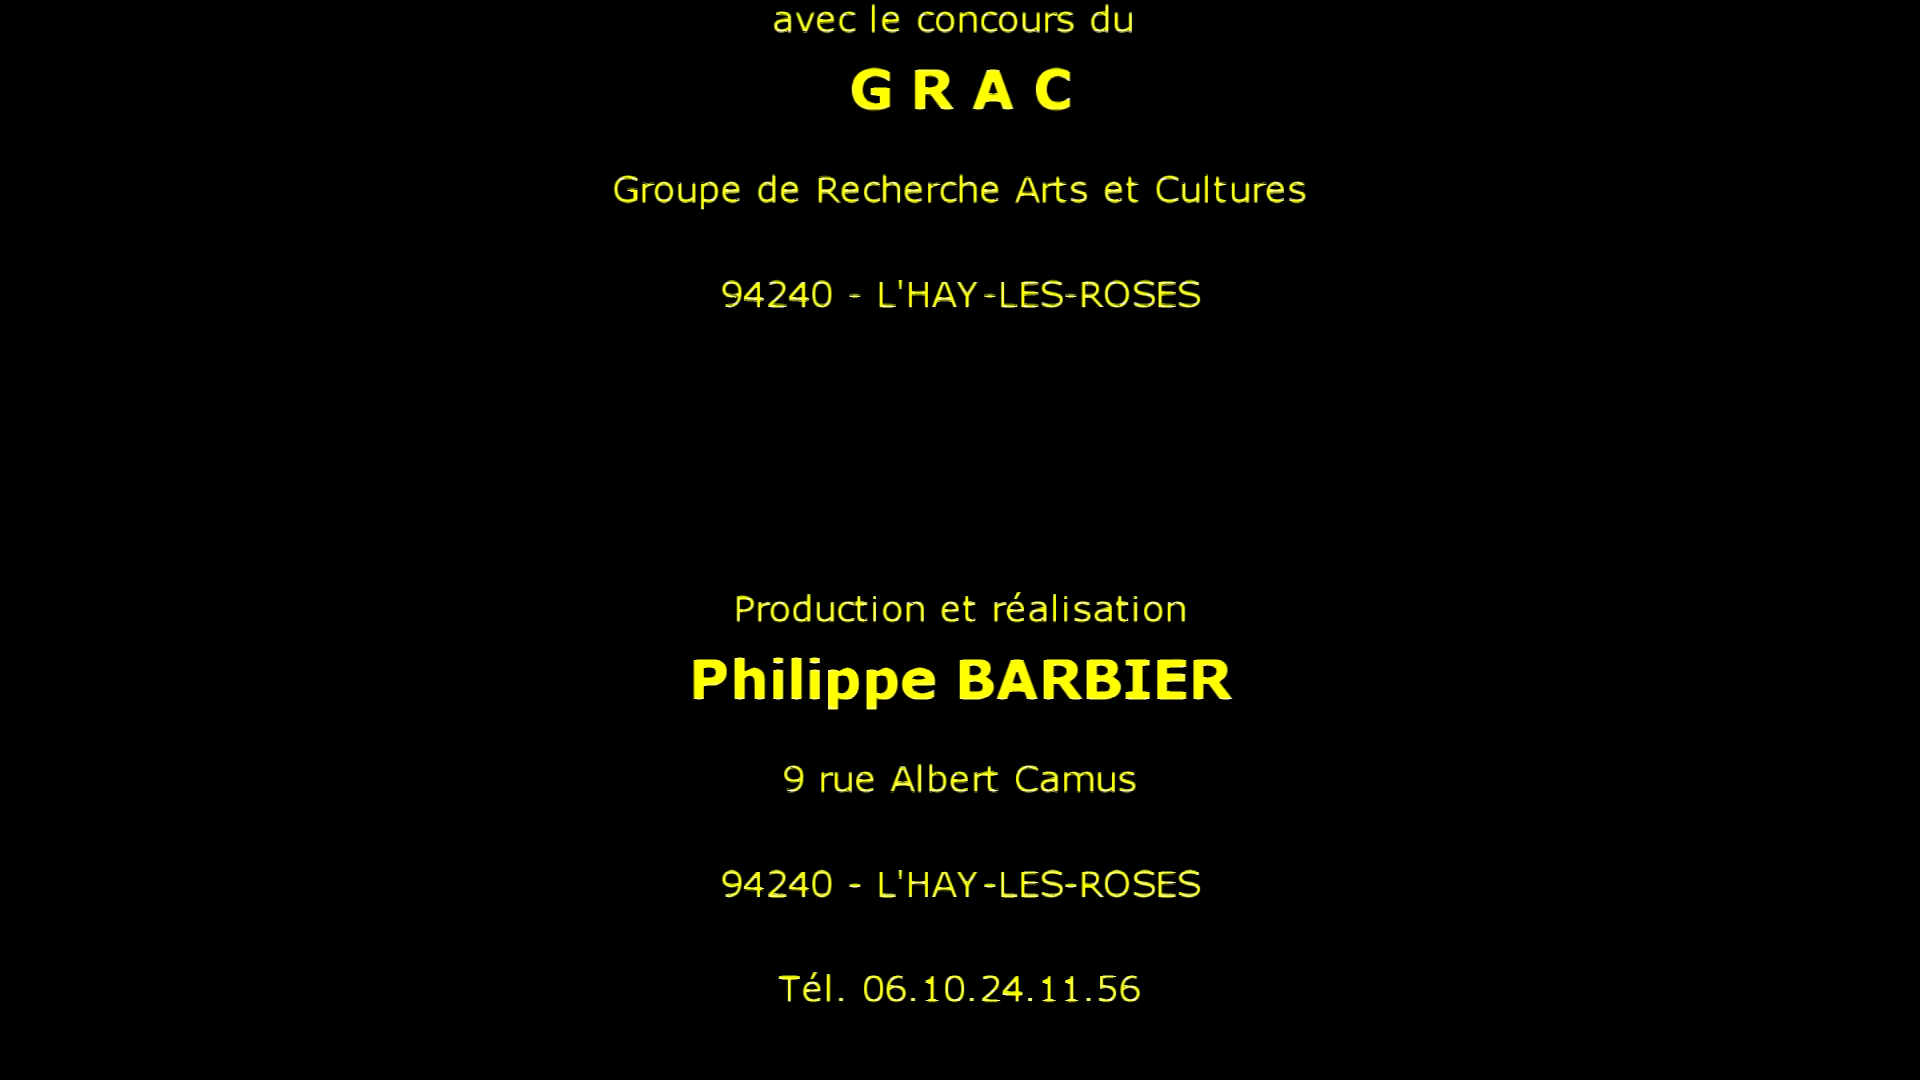 avec le concours du
G R A C
Groupe de Recherche Arts et Cultures
94240 - L'HAY-LES-ROSES
Production et réalisation
Philippe BARBIER
9 rue Albert Camus
94240 - L'HAY-LES-ROSES
Tél. 06.10.24.11.56